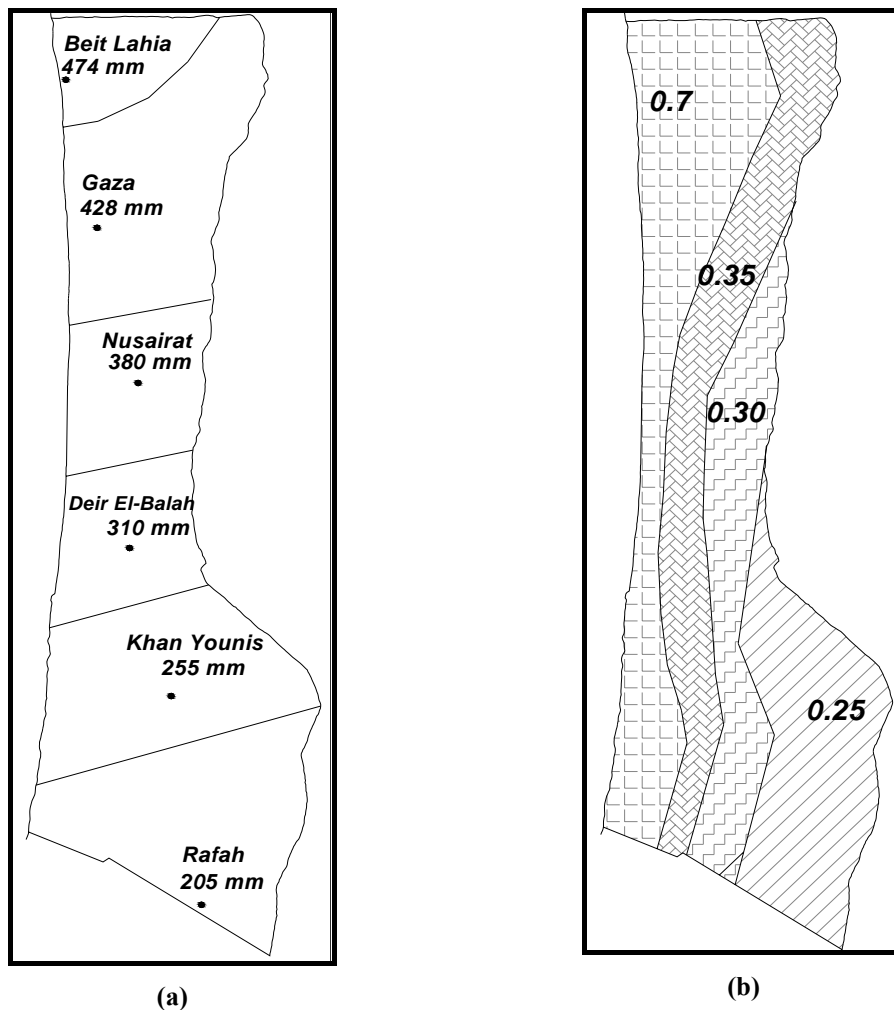 Beit Lahia
474 mm
Gaza
428 mm
Nusairat
380 mm
Deir El-Balah
310 mm
Khan Younis
255 mm
Rafah
205 mm
(a)
0.7
0.35
0.30
0.25
(b)